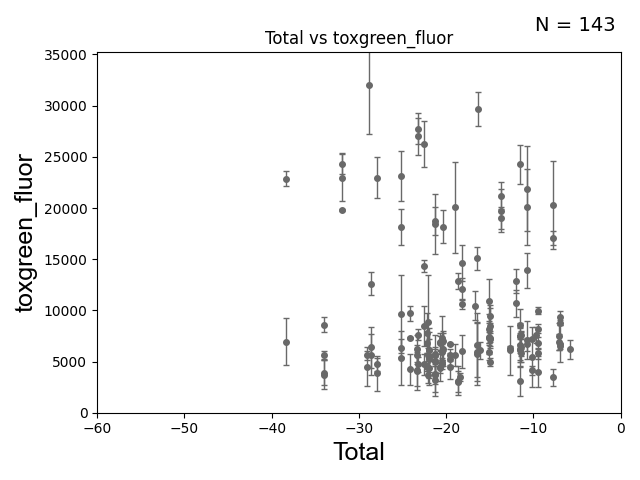 N = 143
Total vs toxgreen_fluor
35000
30000
25000
20000
15000
10000
5000
0
toxgreen_fluor
−60 −50 −40 −30 −20 −10 0
Total